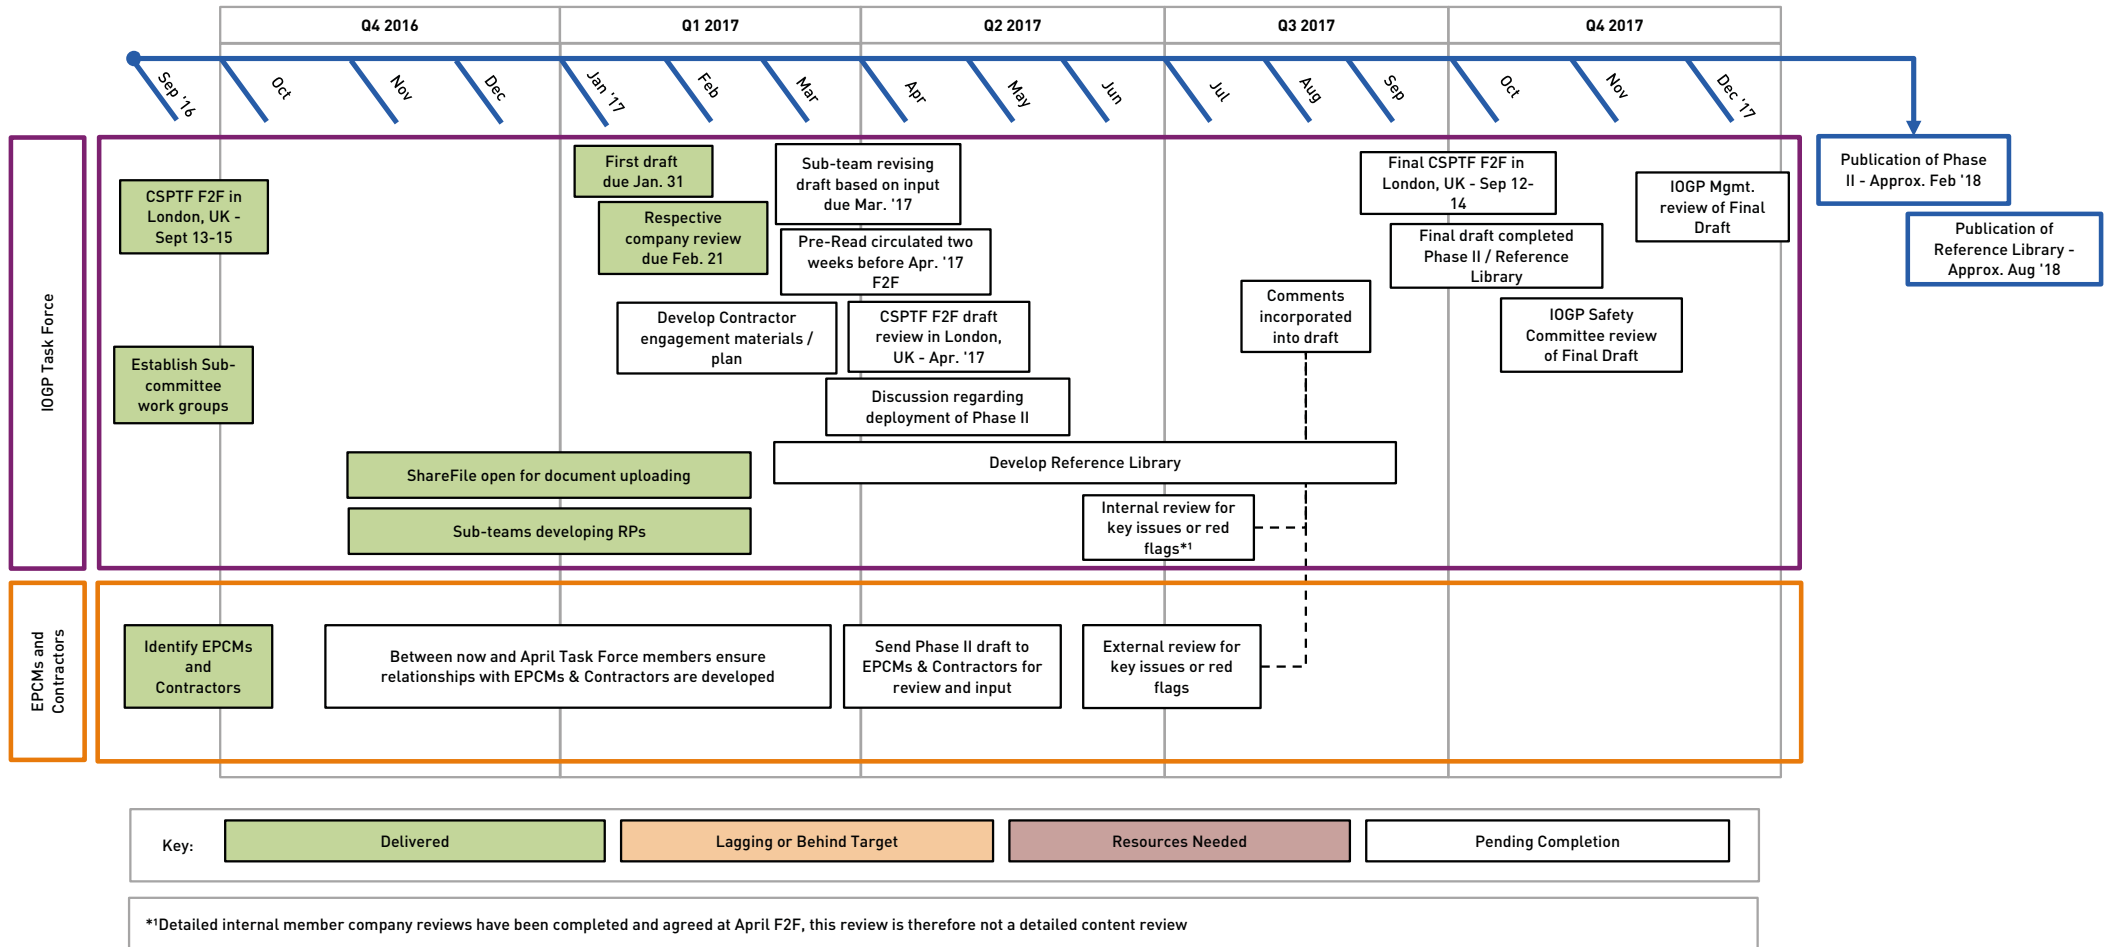 Q4 2016
Q1 2017
Q2 2017
Q3 2017
Q4 2017
Sep '16
Oct
Nov
Dec
Jan '17
Feb
Mar
Apr
May
Jun
Jul
Aug
Sep
Oct
Nov
Dec '17
IOGP Task Force
CSPTF F2F in
London, UK -
Sept 13-15
Establish Sub-
committee
work groups
First draft
due Jan. 31
Respective
company review
due Feb. 21
Develop Contractor
engagement materials /
plan
ShareFile open for document uploading
Sub-teams developing RPs
Sub-team revising
draft based on input
due Mar. '17
Pre-Read circulated two
weeks before Apr. '17
F2F
CSPTF F2F draft
review in London,
UK - Apr. '17
Discussion regarding
deployment of Phase II
Develop Reference Library
Internal review for
key issues or red
flags*¹
Comments
incorporated
into draft
Final CSPTF F2F in
London, UK - Sep 12-
14
Final draft completed
Phase II / Reference
Library
IOGP Safety
Committee review
of Final Draft
IOGP Mgmt.
review of Final
Draft
Publication of Phase
II - Approx. Feb '18
Publication of
Reference Library -
Approx. Aug '18
EPCMs and
Contractors
Identify EPCMs
and
Contractors
Between now and April Task Force members ensure
relationships with EPCMs & Contractors are developed
Send Phase II draft to
EPCMs & Contractors for
review and input
External review for
key issues or red
flags
Key:
Delivered
Lagging or Behind Target
Resources Needed
Pending Completion
*¹Detailed internal member company reviews have been completed and agreed at April F2F, this review is therefore not a detailed content review